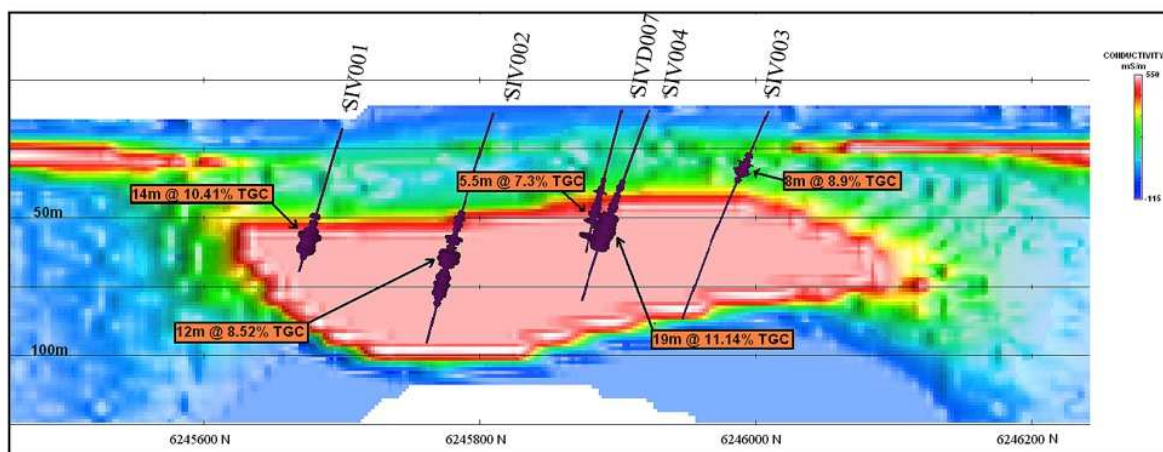 SIV001
SIV002
SIVD007
SIV004
SIV003
CONDUCTIVITY
mS/m
550
-115
14m @ 10.41% TGC
5.5m @ 7.3% TGC
8m @ 8.9% TGC
50m
12m @ 8.52% TGC
19m @ 11.14% TGC
100m
6245600 N
6245800 N
6246000 N
6246200 N